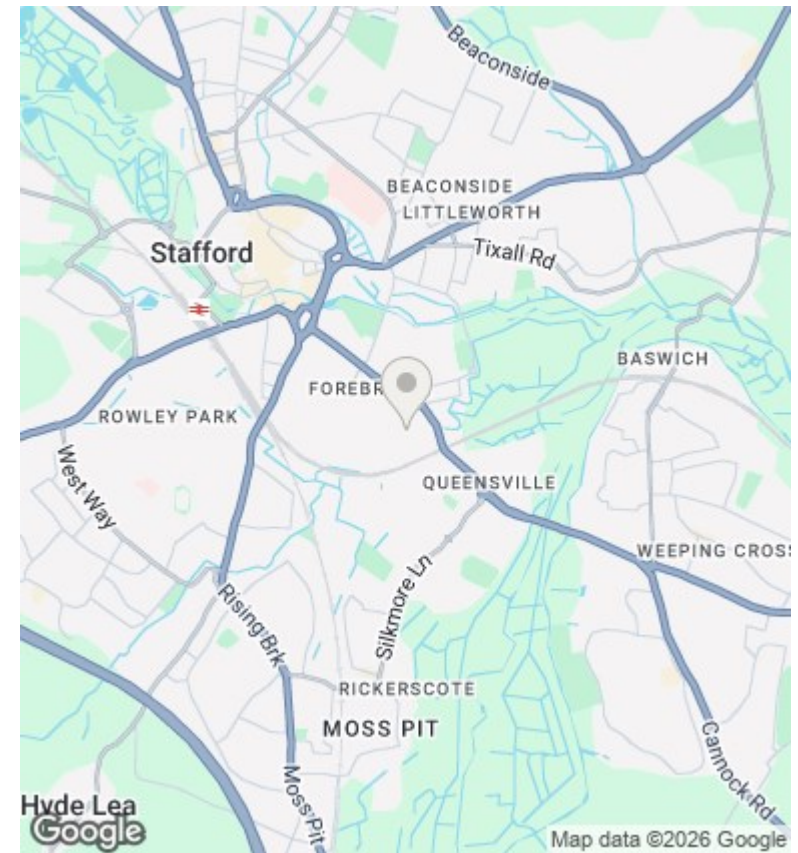 Beaconside
BEACONSIDE
LITTLEWORTH
Stafford
Tixall Rd
BASWICH
FOREBR
ROWLEY PARK
West Way
QUEENSVILLE
WEEPING CROSS
Silkmore Ln
Rising Brk
RICKERSCOTE
MOSS PIT
Cannock Rd
Moss Pit
Hyde Lea
Google
Map data ©2026 Google